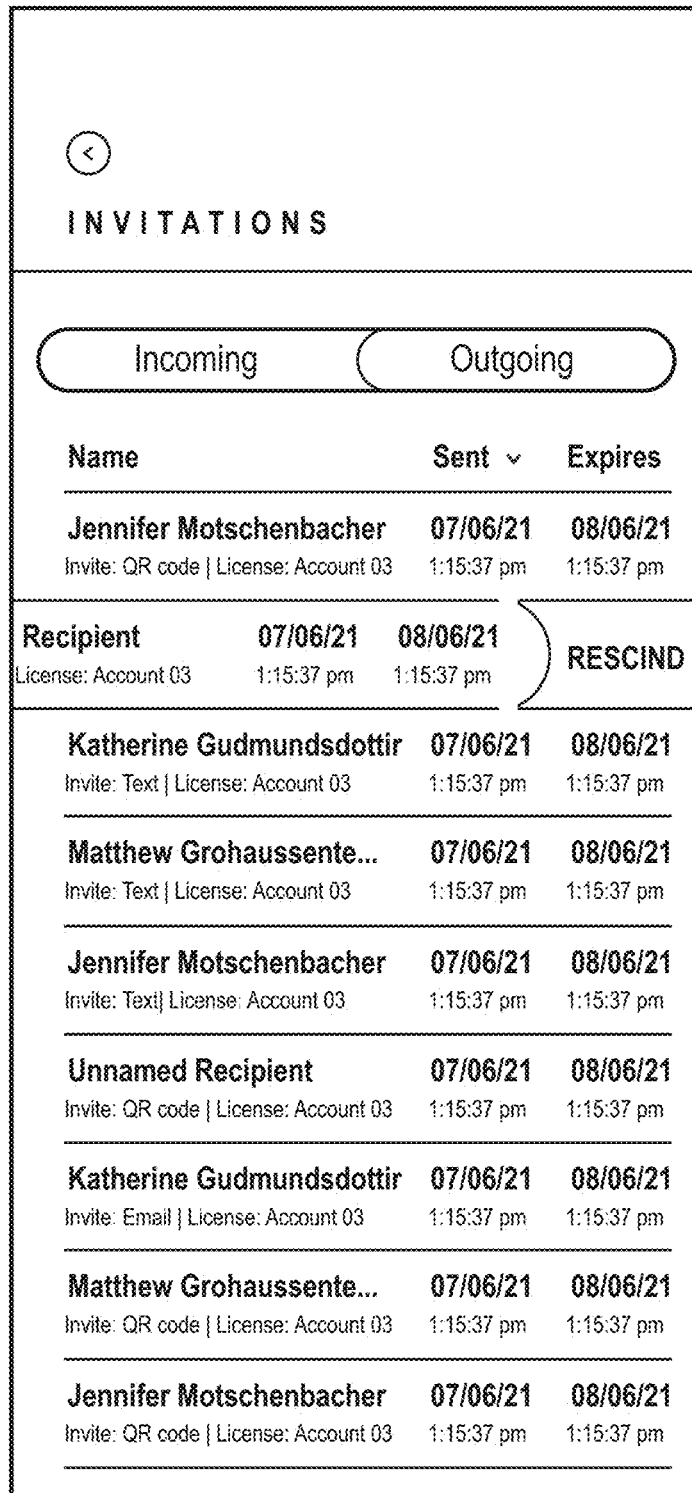 <
INVITATIONS
Incoming Outgoing
Name Sent Expires
Jennifer Motschenbacher 07/06/21 08/06/21
Invite: QR code | License: Account 03 1:15:37 pm 1:15:37 pm
Recipient 07/06/21 08/06/21 RESCIND
License: Account 03 1:15:37 pm 1:15:37 pm
Katherine Gudmundsdottir 07/06/21 08/06/21
Invite: Text | License: Account 03 1:15:37 pm 1:15:37 pm
Matthew Grohaussente... 07/06/21 08/06/21
Invite: Text | License: Account 03 1:15:37 pm 1:15:37 pm
Jennifer Motschenbacher 07/06/21 08/06/21
Invite: Text| License: Account 03 1:15:37 pm 1:15:37 pm
Unnamed Recipient 07/06/21 08/06/21
Invite: QR code | License: Account 03 1:15:37 pm 1:15:37 pm
Katherine Gudmundsdottir 07/06/21 08/06/21
Invite: Email | License: Account 03 1:15:37 pm 1:15:37 pm
Matthew Grohaussente... 07/06/21 08/06/21
Invite: QR code | License: Account 03 1:15:37 pm 1:15:37 pm
Jennifer Motschenbacher 07/06/21 08/06/21
Invite: QR code | License: Account 03 1:15:37 pm 1:15:37 pm